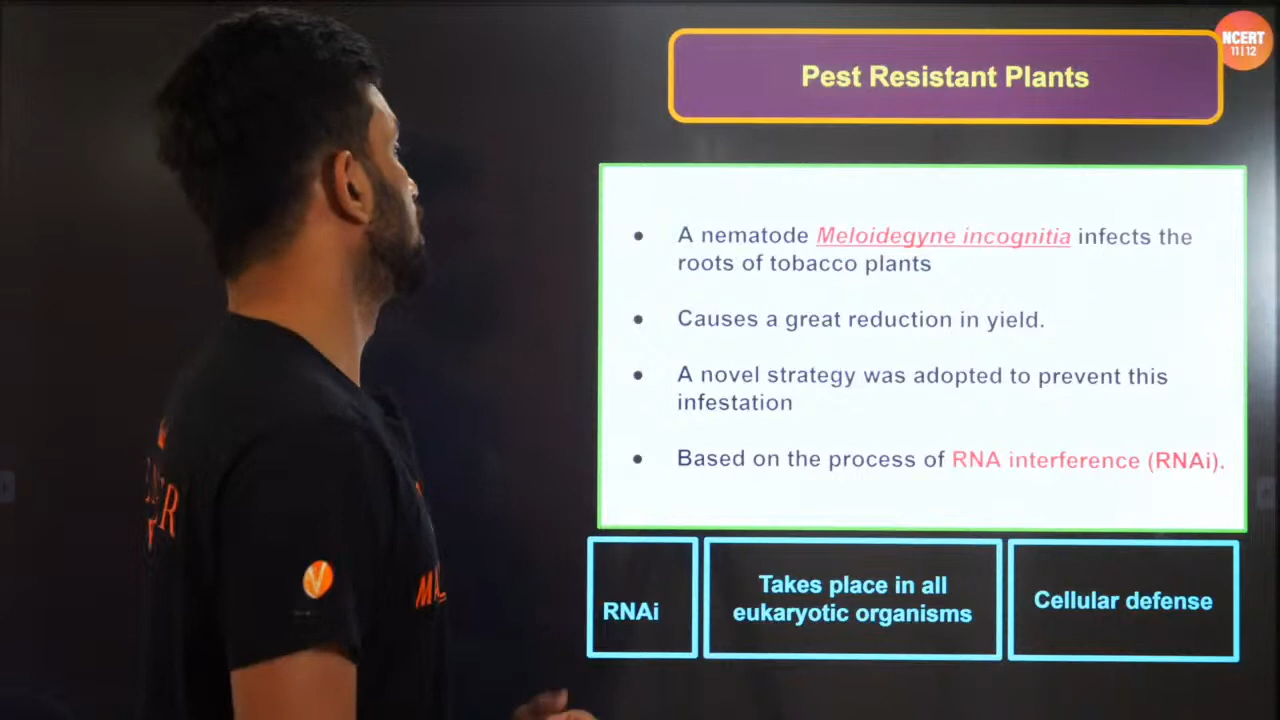 NCERT
11|12
Pest Resistant Plants
A nematode Meloidegyne incognitia infects the
roots of tobacco plants
Causes a great reduction in yield.
A novel strategy was adopted to prevent this
infestation
Based on the process of RNA interference (RNAi).
RNAi
Takes place in all
eukaryotic organisms
Cellular defense